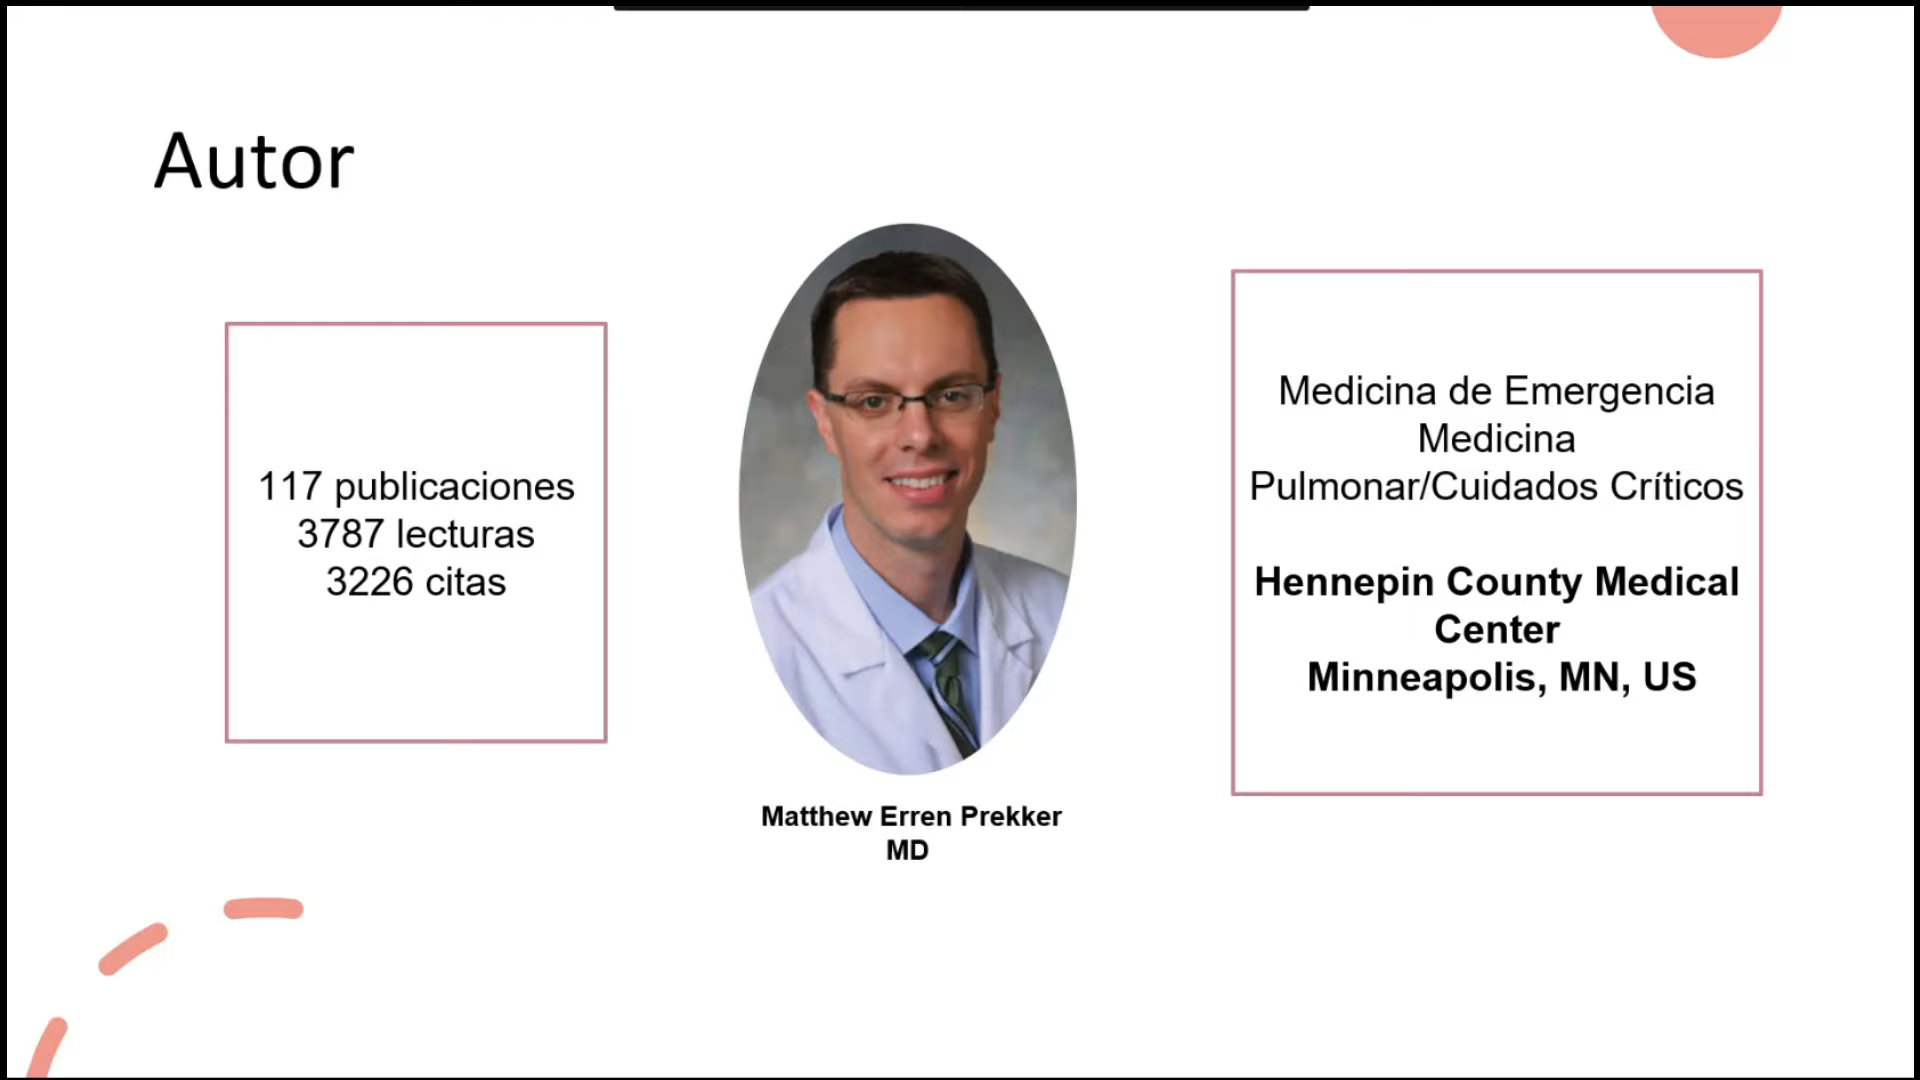 Autor
117 publicaciones
3787 lecturas
3226 citas
Matthew Erren Prekker
MD
Medicina de Emergencia
Medicina
Pulmonar/Cuidados Críticos
Hennepin County Medical
Center
Minneapolis, MN, US